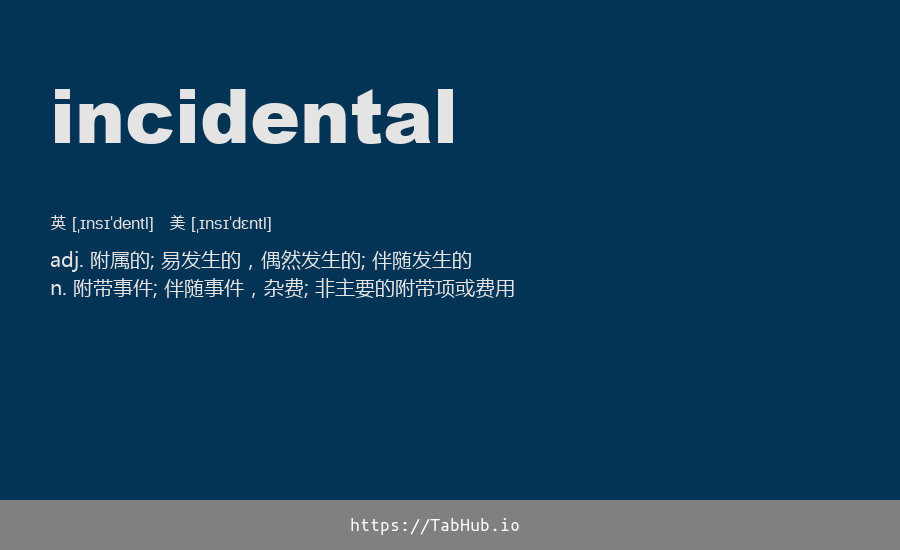 incidental
英 [ˌɪnsɪˈdentl] 美 [ˌɪnsɪˈdɛntl]
adj. 附属的; 易发生的，偶然发生的; 伴随发生的
n. 附带事件; 伴随事件，杂费; 非主要的附带项或费用
https://TabHub.io